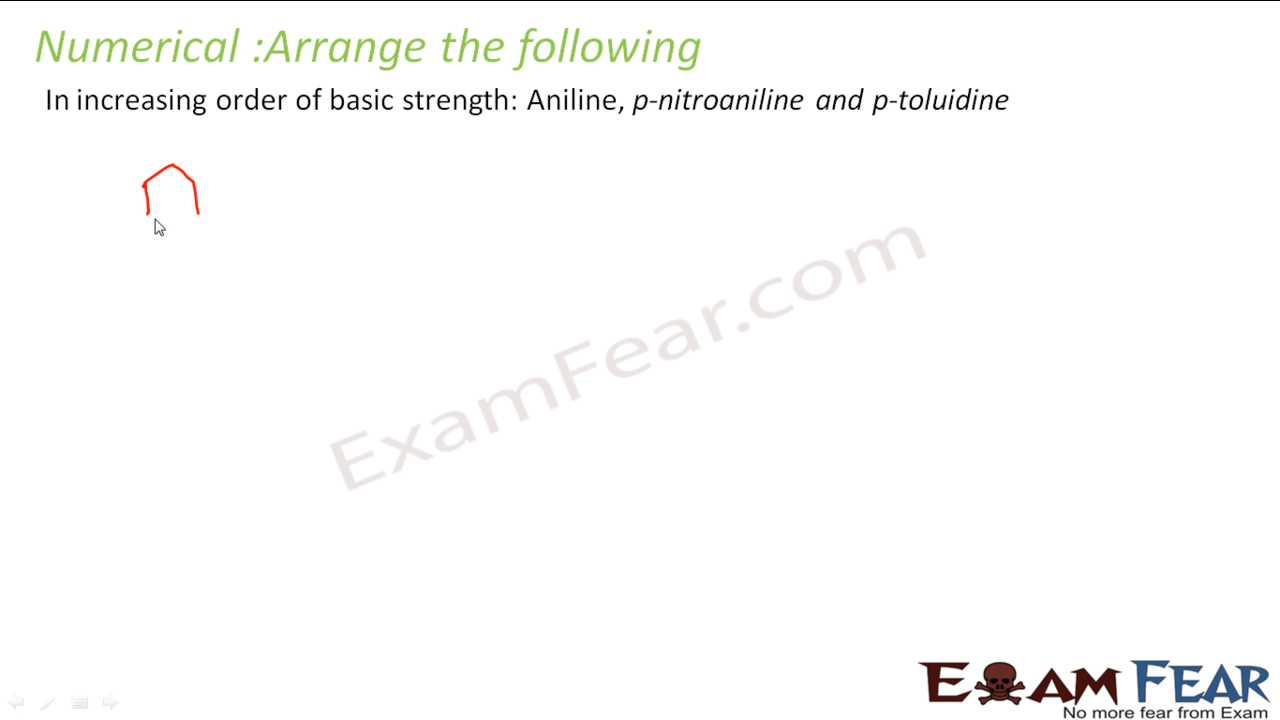 Numerical :Arrange the following
In increasing order of basic strength: Aniline, p-nitroaniline and p-toluidine
ExamFear.com
EXAM FEAR
No more fear from Exam